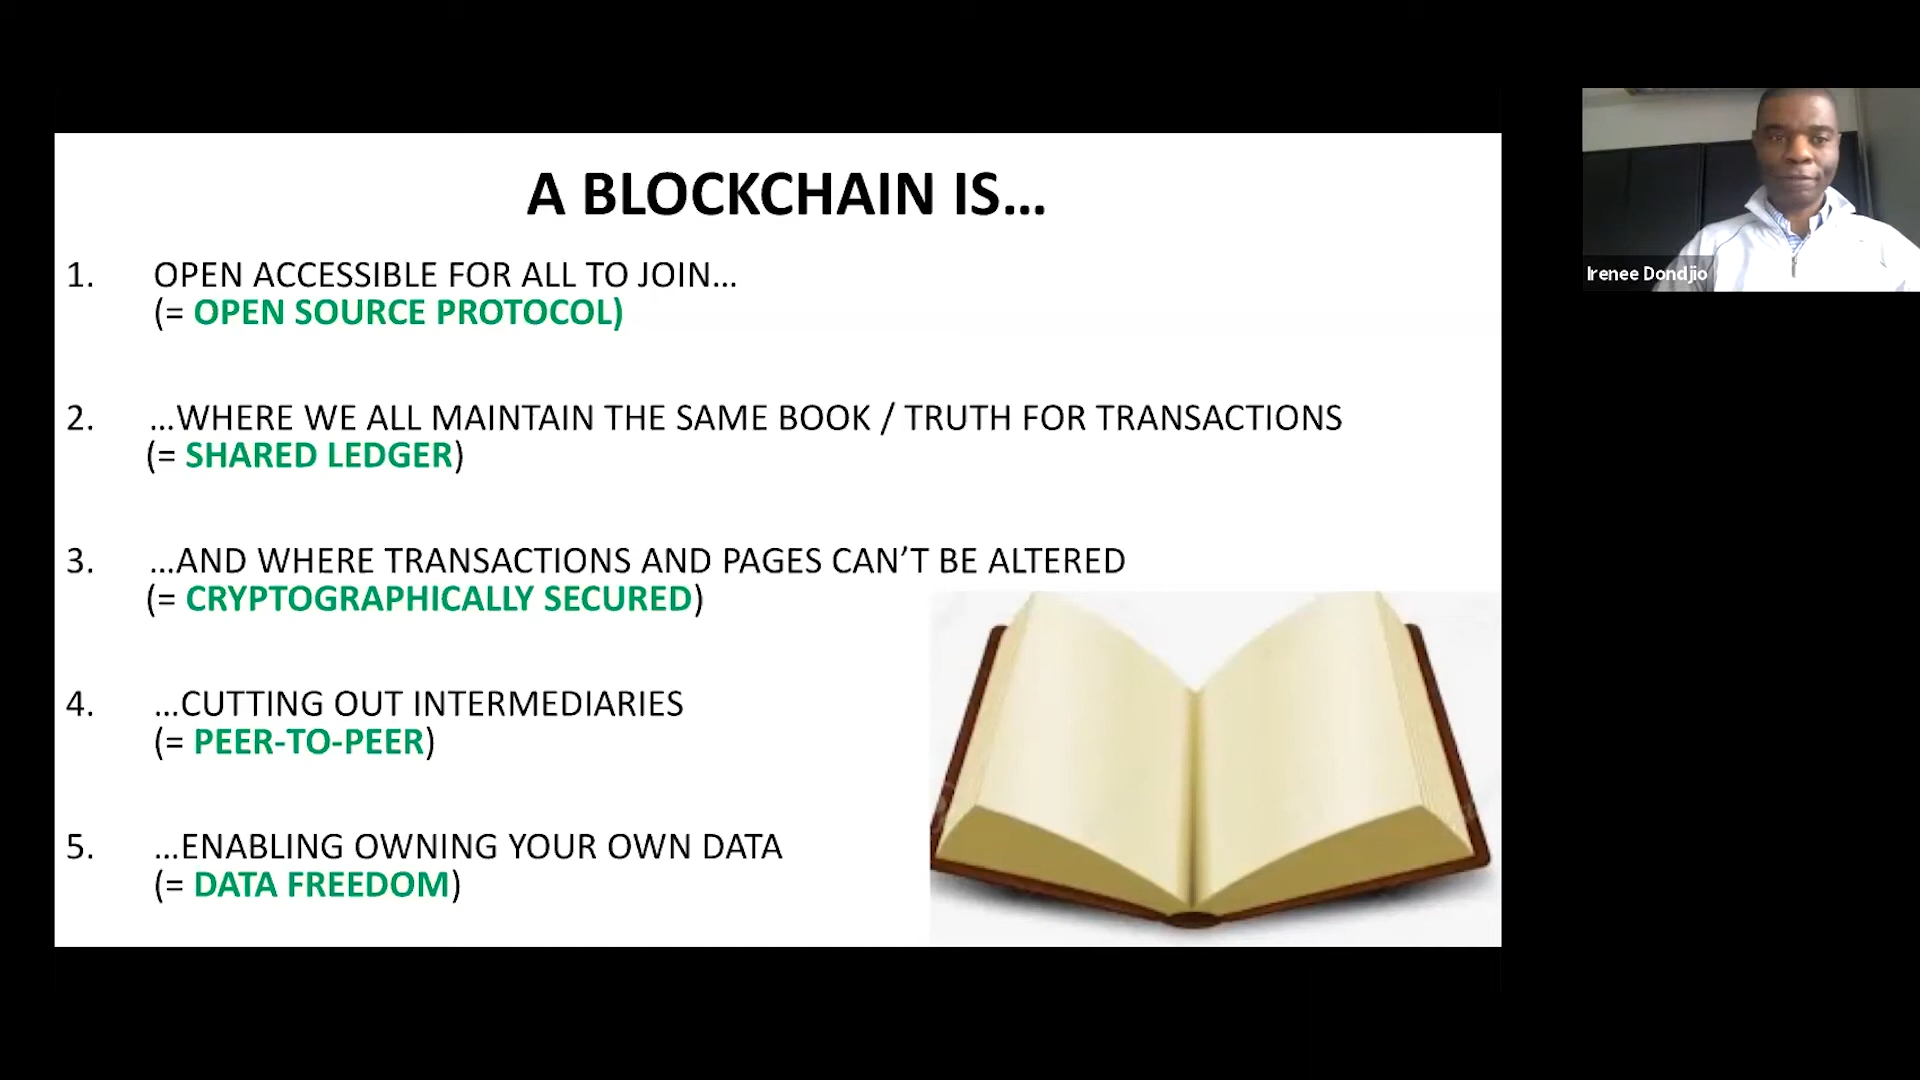 A BLOCKCHAIN IS...
1. OPEN ACCESSIBLE FOR ALL TO JOIN...
(= OPEN SOURCE PROTOCOL)
2. ...WHERE WE ALL MAINTAIN THE SAME BOOK / TRUTH FOR TRANSACTIONS
(= SHARED LEDGER)
3. ...AND WHERE TRANSACTIONS AND PAGES CAN’T BE ALTERED
(= CRYPTOGRAPHICALLY SECURED)
4. ...CUTTING OUT INTERMEDIARIES
(= PEER-TO-PEER)
5. ...ENABLING OWNING YOUR OWN DATA
(= DATA FREEDOM)
Irenee Dondjio